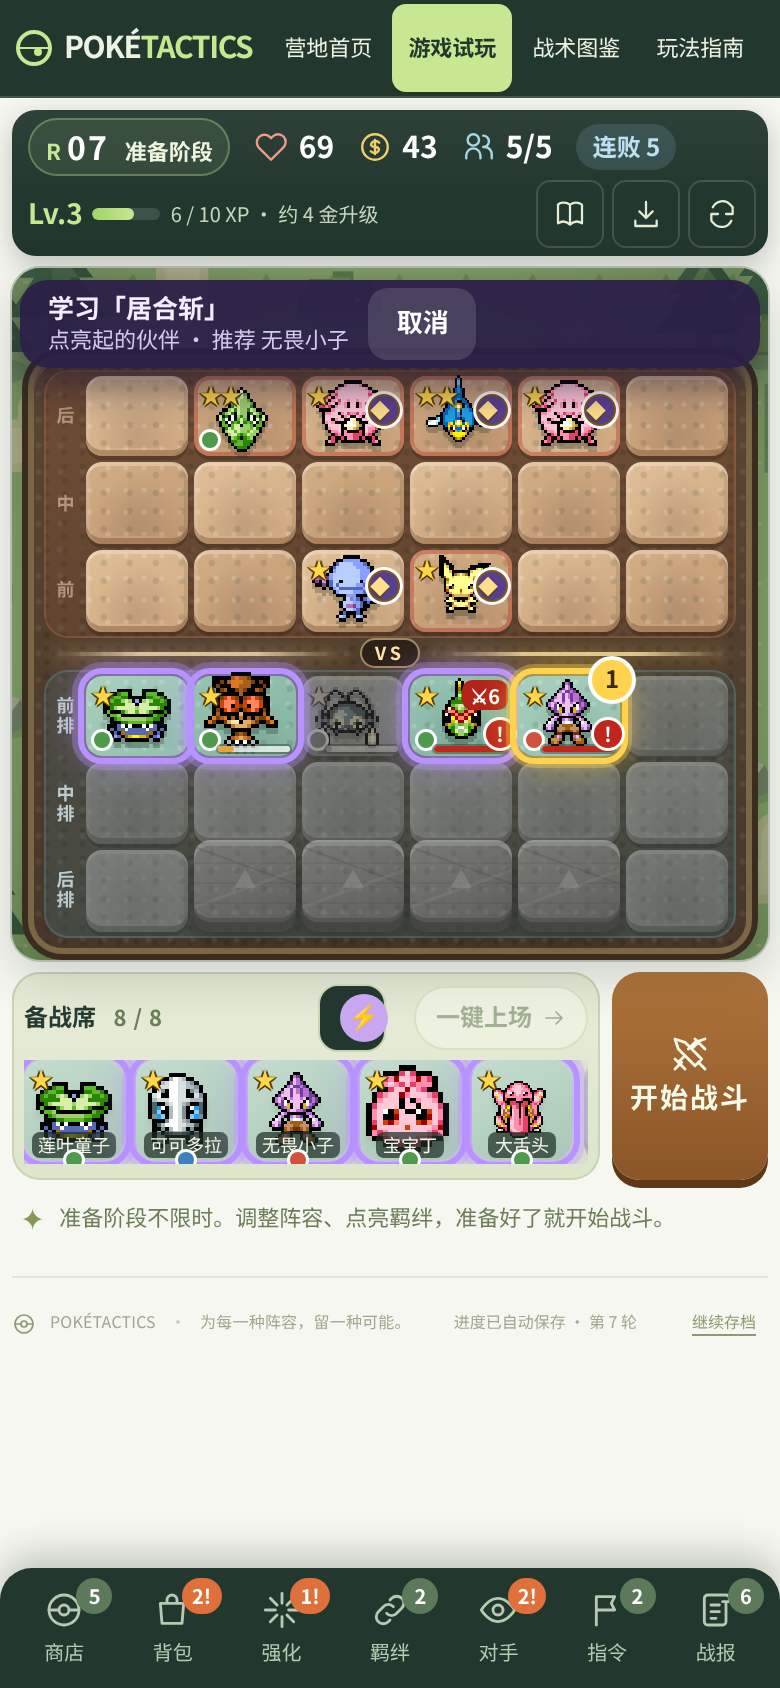 POKÉTACTICS 营地首页 游戏试玩 战术图鉴 玩法指南
R 07 准备阶段 69 43 5/5 连败 5
Lv.3 6 / 10 XP · 约 4 金升级
学习「居合斩」
点亮起的伙伴 · 推荐 无畏小子
取消
后
中
前
VS
前排
6
!
!
1
中排
后排
备战席 8 / 8
一键上场 →
莲叶童子 可可多拉 无畏小子 宝宝丁 大舌头
开始战斗
准备阶段不限时。调整阵容、点亮羁绊，准备好了就开始战斗。
POKÉTACTICS · 为每一种阵容，留一种可能。 进度已自动保存 · 第 7 轮 继续存档
5 2! 1! 2 2! 2 6
商店 背包 强化 羁绊 对手 指令 战报